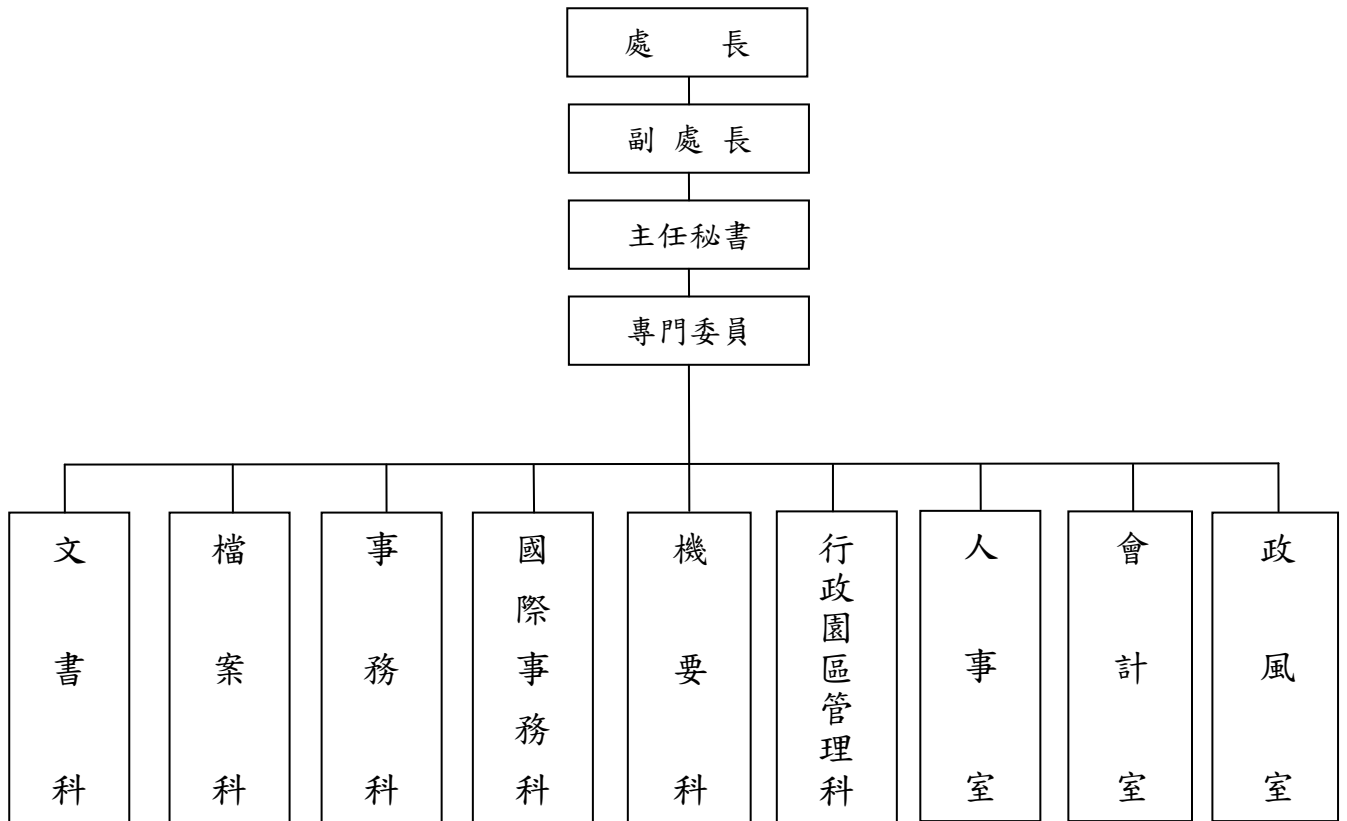 處長
副處長
主任秘書
專門委員
文書科
檔案科
事務科
國際事務科
機要科
行政園區管理科
人事室
會計室
政風室